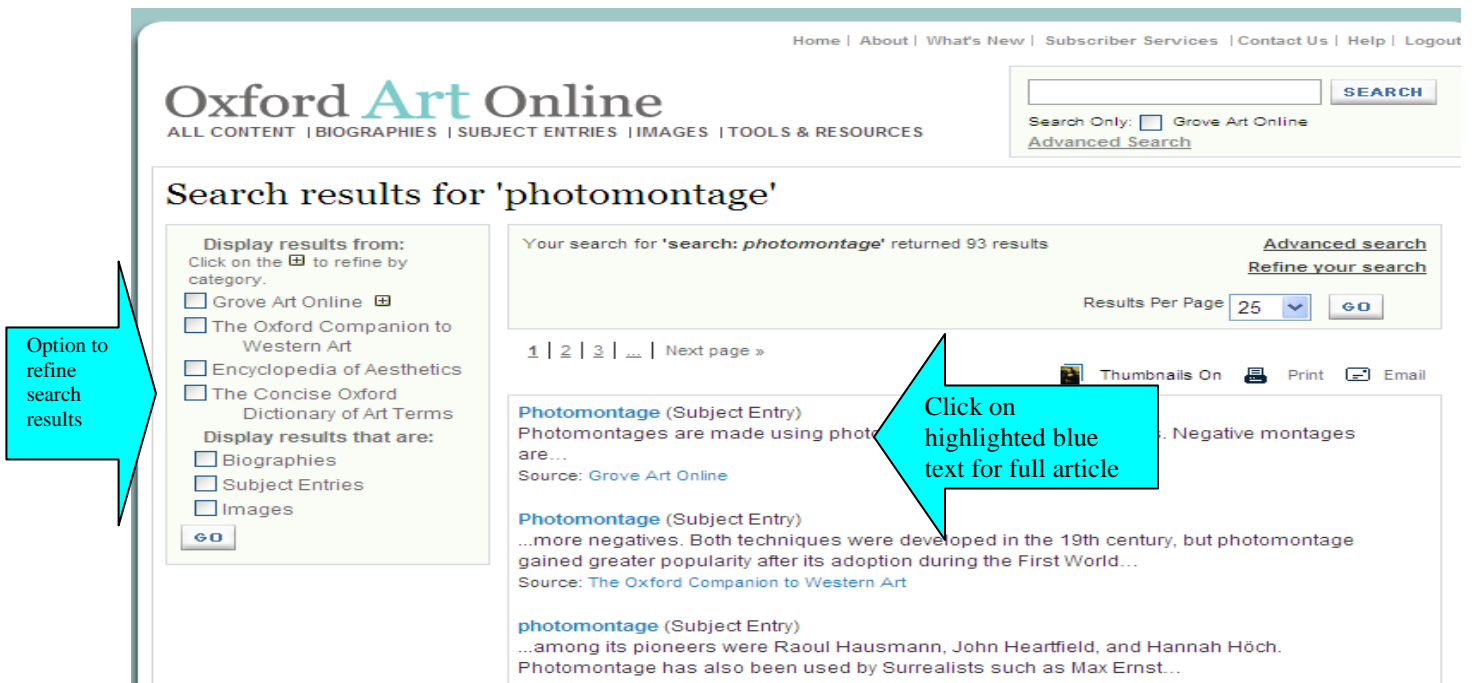 Home | About | What's New | Subscriber Services | Contact Us | Help | Logout
Oxford Art Online
ALL CONTENT | BIOGRAPHIES | SUBJECT ENTRIES | IMAGES | TOOLS & RESOURCES
SEARCH
Search Only: Grove Art Online
Advanced Search
Search results for 'photomontage'
Option to
refine
search
results
Display results from:
Click on the ⊞ to refine by
category.
Grove Art Online ⊞
The Oxford Companion to
Western Art
Encyclopedia of Aesthetics
The Concise Oxford
Dictionary of Art Terms
Display results that are:
Biographies
Subject Entries
Images
GO
Your search for 'search: photomontage' returned 93 results
Advanced search
Refine your search
Results Per Page 25 GO
1 | 2 | 3 | ... | Next page »
Thumbnails On Print Email
Click on
highlighted blue
text for full article
Photomontage (Subject Entry)
Photomontages are made using . Negative montages
are...
Source: Grove Art Online
Photomontage (Subject Entry)
...more negatives. Both techniques were developed in the 19th century, but photomontage
gained greater popularity after its adoption during the First World...
Source: The Oxford Companion to Western Art
photomontage (Subject Entry)
...among its pioneers were Raoul Hausmann, John Heartfield, and Hannah Höch.
Photomontage has also been used by Surrealists such as Max Ernst...